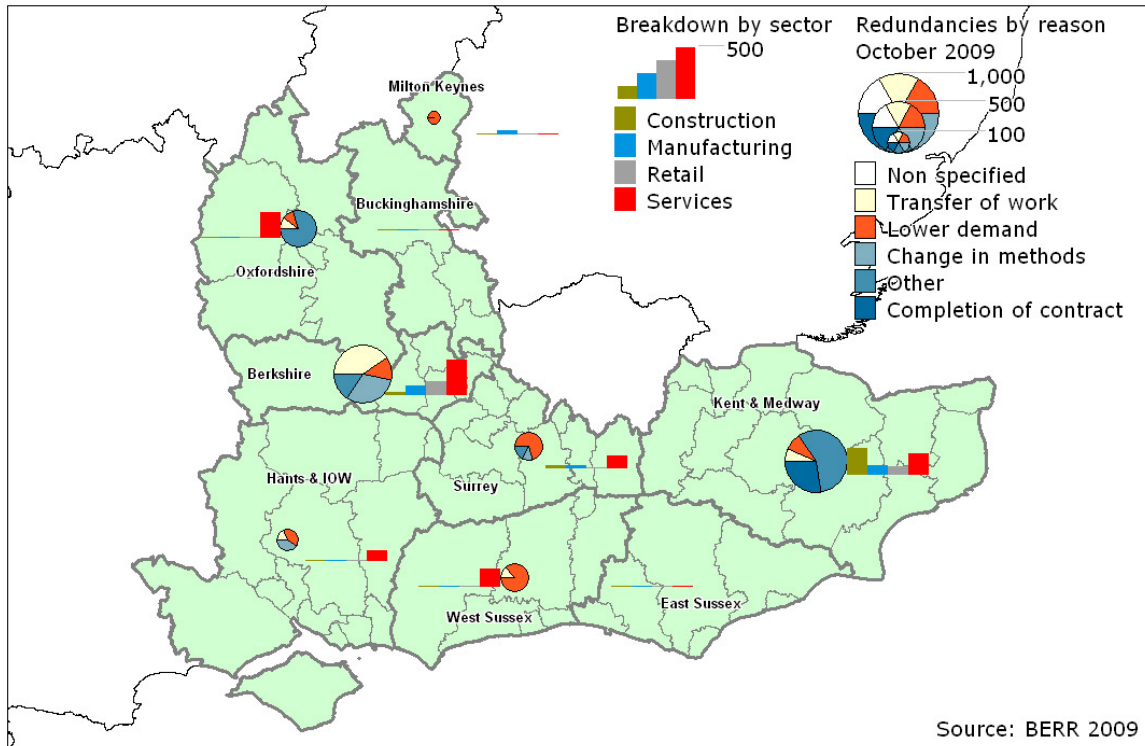 Breakdown by sector
500
Construction
Manufacturing
Retail
Services
Redundancies by reason
October 2009
1,000
500
100
Non specified
Transfer of work
Lower demand
Change in methods
Other
Completion of contract
Milton Keynes
Buckinghamshire
Oxfordshire
Berkshire
Kent & Medway
Hants & IOW
Surrey
West Sussex
East Sussex
Source: BERR 2009